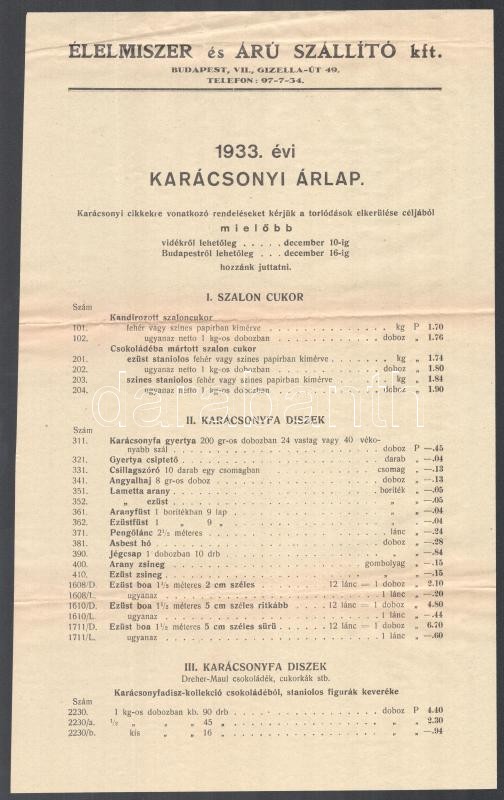 ÉLELMISZER és ÁRÚ SZÁLLÍTÓ kft.
BUDAPEST, VII., GIZELLA-ÚT 49.
TELEFON: 97-7-34.
1933. évi
KARÁCSONYI ÁRLAP.
Karácsonyi cikkekre vonatkozó rendeléseket kérjük a torlódások elkerülése céljából
mielőbb
vidékről lehetőleg . . . . . december 10-ig
Budapestről lehetőleg . . . december 16-ig
hozzánk juttatni.
I. SZALON CUKOR
Szám
Kandírozott szaloncukor
101. fehér vagy szines papirban kimérve . . . kg P 1.70
102. ugyanaz netto 1 kg-os dobozban . . . doboz „ 1.76
Csokoládéba mártott szalon cukor
201. ezüst staniolos fehér vagy szines papirban kimérve . . . kg „ 1.74
202. ugyanaz netto 1 kg-os dobozban . . . doboz „ 1.80
203. szines staniolos fehér vagy szines papirban kimérve . . . kg „ 1.84
204. ugyanaz netto 1 kg-os dobozban . . . doboz „ 1.90
II. KARÁCSONYFA DISZEK
Szám
311. Karácsonyfa gyertya 200 gr-os dobozban 24 vastag vagy 40 véko-
nyabb szál . . . doboz P —.45
321. Gyertya csiptető . . . darab „ —.04
331. Csillagszóró 10 darab egy csomagban . . . csomag „ —.13
341. Angyalhaj 8 gr-os doboz . . . doboz „ —.13
351. Lametta arany . . . boríték „ —.05
352. „ ezüst . . . „ „ —.05
361. Aranyfüst 1 boritékban 9 lap . . . „ „ —.04
362. Ezüstfüst 1 „ 9 „ . . . „ „ —.04
371. Pengőlánc 2½ méteres . . . lánc „ —.24
381. Asbest hó . . . doboz „ —.28
390. Jégcsap 1 dobozban 10 drb . . . „ „ —.84
400. Arany zsineg . . . gombolyag „ —.15
410. Ezüst zsineg . . . „ „ —.15
1608/D. Ezüst boa 1½ méteres 2 cm széles . . . 12 lánc = 1 doboz „ 2.10
1608/L. ugyanaz . . . 1 lánc „ —.20
1610/D. Ezüst boa 1½ méteres 5 cm széles ritkább . . . 12 lánc = 1 doboz „ 4.80
1610/L. ugyanaz . . . 1 lánc „ —.44
1711/D. Ezüst boa 1½ méteres 5 cm széles sürü . . . 12 lánc = 1 doboz „ 6.70
1711/L. ugyanaz . . . 1 lánc „ —.60
III. KARÁCSONYFA DISZEK
Dreher-Maul csokoládék, cukorkák stb.
Karácsonyfadisz-kollekció csokoládéból, staniolos figurák keveréke
Szám
2230. 1 kg-os dobozban kb. 90 drb . . . doboz P 4.40
2230/a. ½ „ „ „ 45 „ . . . „ „ 2.30
2230/b. kis „ „ 16 „ . . . „ „ —.94
darabanth